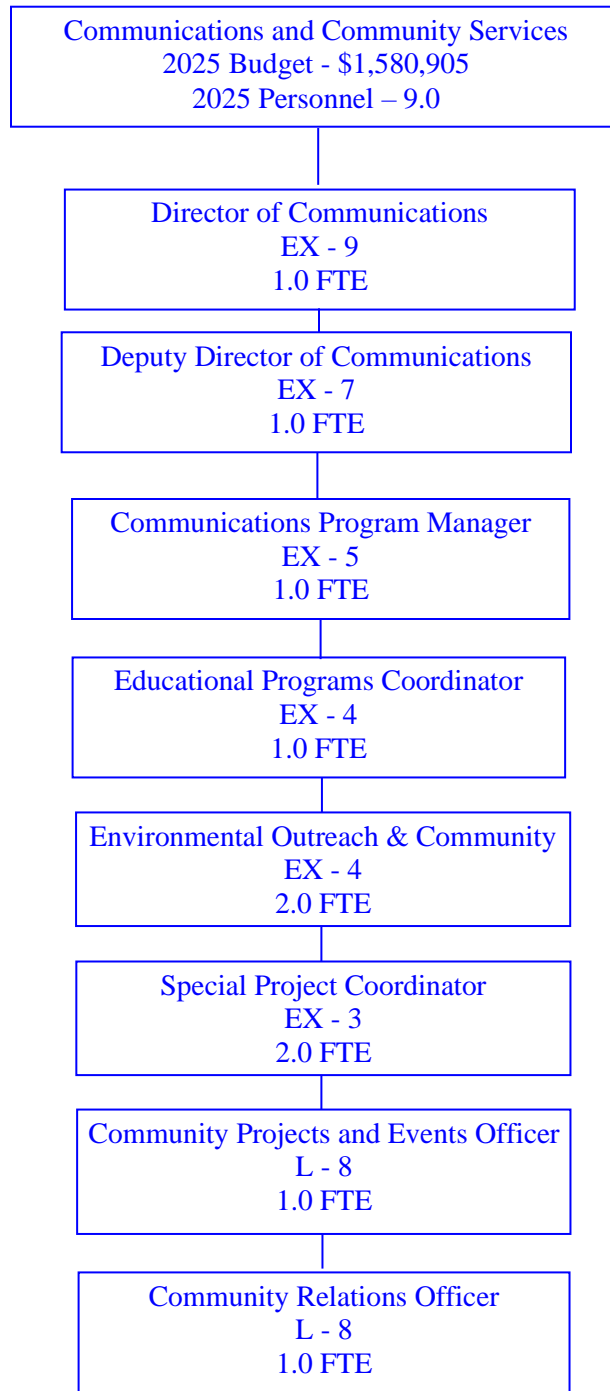 Communications and Community Services
2025 Budget - $1,580,905
2025 Personnel – 9.0
Director of Communications
EX - 9
1.0 FTE
Deputy Director of Communications
EX - 7
1.0 FTE
Communications Program Manager
EX - 5
1.0 FTE
Educational Programs Coordinator
EX - 4
1.0 FTE
Environmental Outreach & Community
EX - 4
2.0 FTE
Special Project Coordinator
EX - 3
2.0 FTE
Community Projects and Events Officer
L - 8
1.0 FTE
Community Relations Officer
L - 8
1.0 FTE